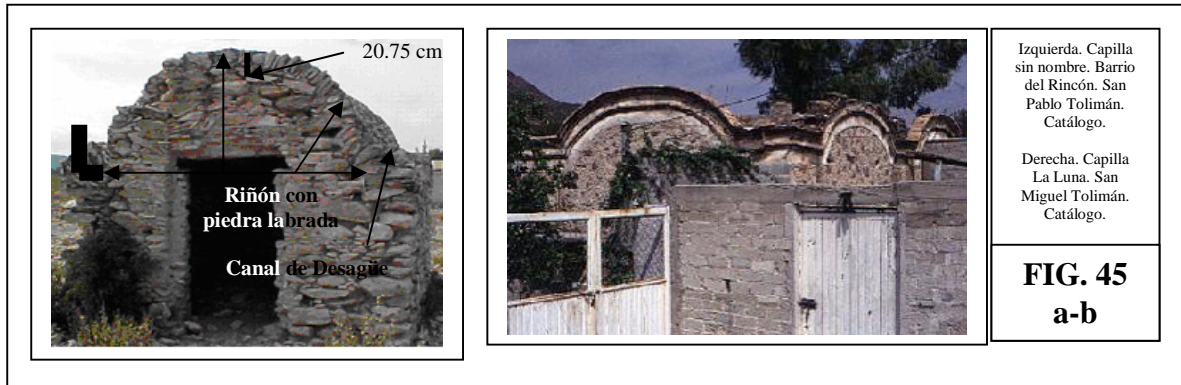 20.75 cm
Riñón con
piedra labrada
Canal de Desagüe
Izquierda. Capilla
sin nombre. Barrio
del Rincón. San
Pablo Tolimán.
Catálogo.
Derecha. Capilla
La Luna. San
Miguel Tolimán.
Catálogo.
FIG. 45
a-b